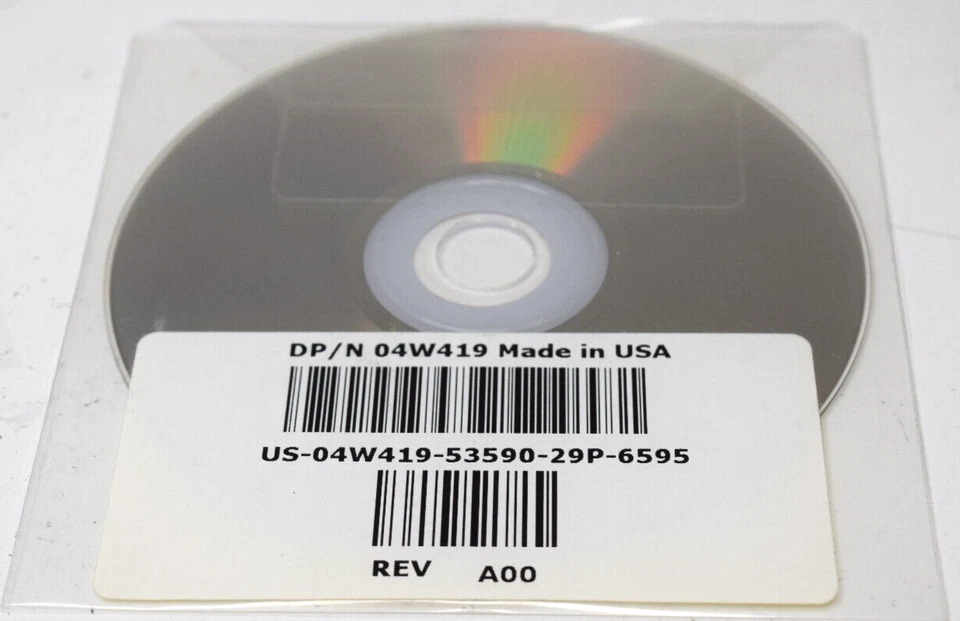 DP/N 04W419 Made in USA
US-04W419-53590-29P-6595
REV A00